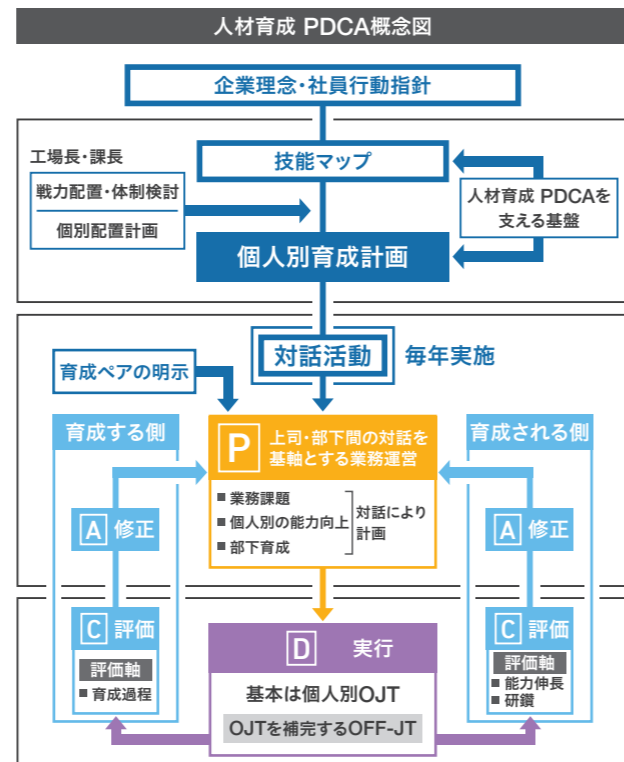 人材育成 PDCA概念図
企業理念・社員行動指針
工場長・課長
戦力配置・体制検討
個別配置計画
技能マップ
人材育成 PDCAを
支える基盤
個人別育成計画
対話活動
毎年実施
育成ペアの明示
育成する側
P
上司・部下間の対話を
基軸とする業務運営
■ 業務課題
■ 個人別の能力向上
■ 部下育成
対話により
計画
育成される側
A 修正
A 修正
C 評価
評価軸
■ 育成過程
D 実行
基本は個人別OJT
OJTを補完するOFF-JT
C 評価
評価軸
■ 能力伸長
■ 研鑽